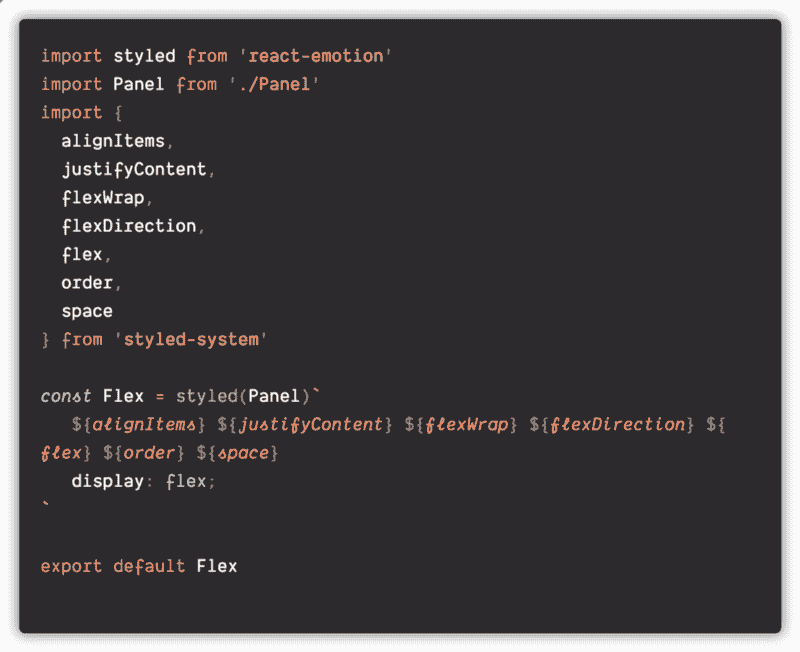 import styled from 'react-emotion'
import Panel from './Panel'
import {
  alignItems,
  justifyContent,
  flexWrap,
  flexDirection,
  flex,
  order,
  space
} from 'styled-system'

const Flex = styled(Panel)`
   ${alignItems} ${justifyContent} ${flexWrap} ${flexDirection} ${
flex} ${order} ${space}
   display: flex;
`

export default Flex